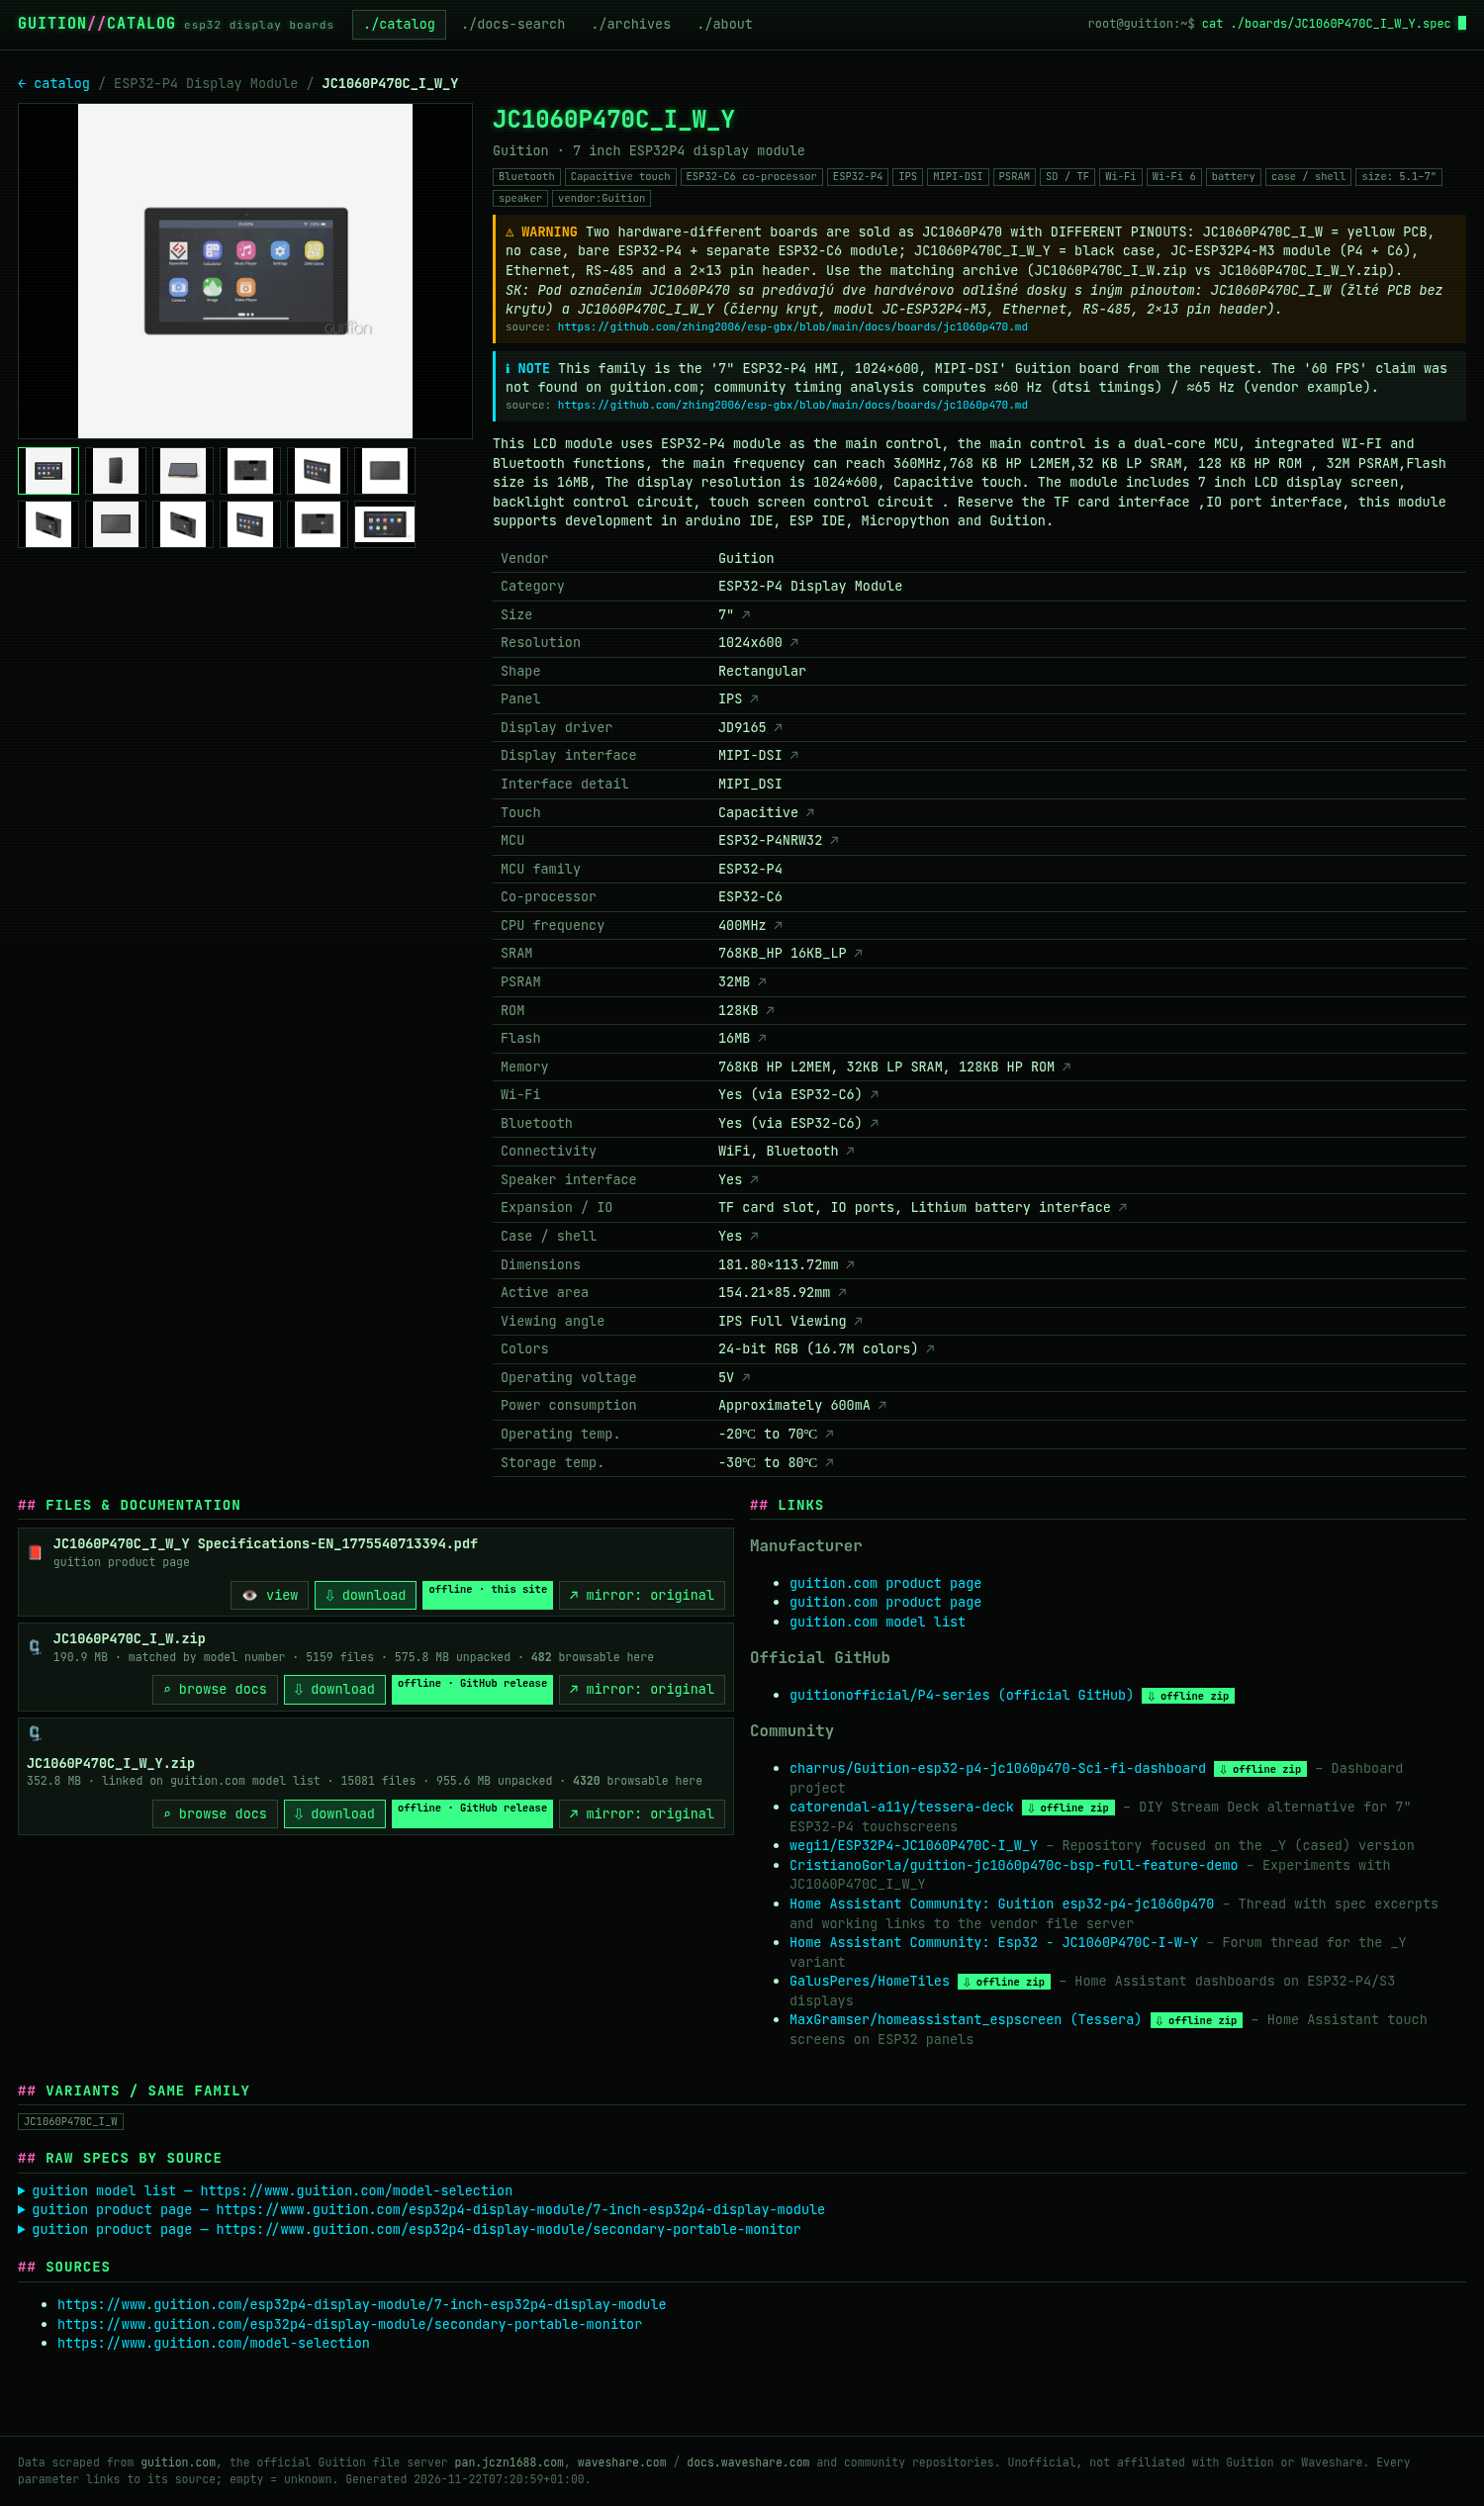 GUITION//CATALOG esp32 display boards ./catalog ./docs-search ./archives ./about root@guition:~$ cat ./boards/JC1060P470C_I_W_Y.spec
← catalog / ESP32-P4 Display Module / JC1060P470C_I_W_Y
guition
JC1060P470C_I_W_Y
Guition · 7 inch ESP32P4 display module
Bluetooth Capacitive touch ESP32-C6 co-processor ESP32-P4 IPS MIPI-DSI PSRAM SD / TF Wi-Fi Wi-Fi 6 battery case / shell size: 5.1–7"
speaker vendor:Guition
⚠ WARNING Two hardware-different boards are sold as JC1060P470 with DIFFERENT PINOUTS: JC1060P470C_I_W = yellow PCB,
no case, bare ESP32-P4 + separate ESP32-C6 module; JC1060P470C_I_W_Y = black case, JC-ESP32P4-M3 module (P4 + C6),
Ethernet, RS-485 and a 2×13 pin header. Use the matching archive (JC1060P470C_I_W.zip vs JC1060P470C_I_W_Y.zip).
SK: Pod označením JC1060P470 sa predávajú dve hardvérovo odlišné dosky s iným pinoutom: JC1060P470C_I_W (žlté PCB bez
krytu) a JC1060P470C_I_W_Y (čierny kryt, modul JC-ESP32P4-M3, Ethernet, RS-485, 2×13 pin header).
source: https://github.com/zhing2006/esp-gbx/blob/main/docs/boards/jc1060p470.md
ℹ NOTE This family is the '7" ESP32-P4 HMI, 1024×600, MIPI-DSI' Guition board from the request. The '60 FPS' claim was
not found on guition.com; community timing analysis computes ≈60 Hz (dtsi timings) / ≈65 Hz (vendor example).
source: https://github.com/zhing2006/esp-gbx/blob/main/docs/boards/jc1060p470.md
This LCD module uses ESP32-P4 module as the main control, the main control is a dual-core MCU, integrated WI-FI and
Bluetooth functions, the main frequency can reach 360MHz,768 KB HP L2MEM,32 KB LP SRAM, 128 KB HP ROM , 32M PSRAM,Flash
size is 16MB, The display resolution is 1024*600, Capacitive touch. The module includes 7 inch LCD display screen,
backlight control circuit, touch screen control circuit . Reserve the TF card interface ,IO port interface, this module
supports development in arduino IDE, ESP IDE, Micropython and Guition.
Vendor Guition
Category ESP32-P4 Display Module
Size 7" ↗
Resolution 1024x600 ↗
Shape Rectangular
Panel IPS ↗
Display driver JD9165 ↗
Display interface MIPI-DSI ↗
Interface detail MIPI_DSI
Touch Capacitive ↗
MCU ESP32-P4NRW32 ↗
MCU family ESP32-P4
Co-processor ESP32-C6
CPU frequency 400MHz ↗
SRAM 768KB_HP 16KB_LP ↗
PSRAM 32MB ↗
ROM 128KB ↗
Flash 16MB ↗
Memory 768KB HP L2MEM, 32KB LP SRAM, 128KB HP ROM ↗
Wi-Fi Yes (via ESP32-C6) ↗
Bluetooth Yes (via ESP32-C6) ↗
Connectivity WiFi, Bluetooth ↗
Speaker interface Yes ↗
Expansion / IO TF card slot, IO ports, Lithium battery interface ↗
Case / shell Yes ↗
Dimensions 181.80×113.72mm ↗
Active area 154.21×85.92mm ↗
Viewing angle IPS Full Viewing ↗
Colors 24-bit RGB (16.7M colors) ↗
Operating voltage 5V ↗
Power consumption Approximately 600mA ↗
Operating temp. -20℃ to 70℃ ↗
Storage temp. -30℃ to 80℃ ↗
## FILES & DOCUMENTATION
JC1060P470C_I_W_Y Specifications-EN_1775540713394.pdf
guition product page
view ⇩ download offline · this site ↗ mirror: original
JC1060P470C_I_W.zip
190.9 MB · matched by model number · 5159 files · 575.8 MB unpacked · 482 browsable here
⌕ browse docs ⇩ download offline · GitHub release ↗ mirror: original
JC1060P470C_I_W_Y.zip
352.8 MB · linked on guition.com model list · 15081 files · 955.6 MB unpacked · 4320 browsable here
⌕ browse docs ⇩ download offline · GitHub release ↗ mirror: original
## LINKS
Manufacturer
• guition.com product page
• guition.com product page
• guition.com model list
Official GitHub
• guitionofficial/P4-series (official GitHub) ⇩ offline zip
Community
• charrus/Guition-esp32-p4-jc1060p470-Sci-fi-dashboard ⇩ offline zip – Dashboard
project
• catorendal-a11y/tessera-deck ⇩ offline zip – DIY Stream Deck alternative for 7"
ESP32-P4 touchscreens
• wegi1/ESP32P4-JC1060P470C-I_W_Y – Repository focused on the _Y (cased) version
• CristianoGorla/guition-jc1060p470c-bsp-full-feature-demo – Experiments with
JC1060P470C_I_W_Y
• Home Assistant Community: Guition esp32-p4-jc1060p470 – Thread with spec excerpts
and working links to the vendor file server
• Home Assistant Community: Esp32 - JC1060P470C-I-W-Y – Forum thread for the _Y
variant
• GalusPeres/HomeTiles ⇩ offline zip – Home Assistant dashboards on ESP32-P4/S3
displays
• MaxGramser/homeassistant_espscreen (Tessera) ⇩ offline zip – Home Assistant touch
screens on ESP32 panels
## VARIANTS / SAME FAMILY
JC1060P470C_I_W
## RAW SPECS BY SOURCE
▶ guition model list — https://www.guition.com/model-selection
▶ guition product page — https://www.guition.com/esp32p4-display-module/7-inch-esp32p4-display-module
▶ guition product page — https://www.guition.com/esp32p4-display-module/secondary-portable-monitor
## SOURCES
• https://www.guition.com/esp32p4-display-module/7-inch-esp32p4-display-module
• https://www.guition.com/esp32p4-display-module/secondary-portable-monitor
• https://www.guition.com/model-selection
Data scraped from guition.com, the official Guition file server pan.jczn1688.com, waveshare.com / docs.waveshare.com and community repositories. Unofficial, not affiliated with Guition or Waveshare. Every
parameter links to its source; empty = unknown. Generated 2026-11-22T07:20:59+01:00.